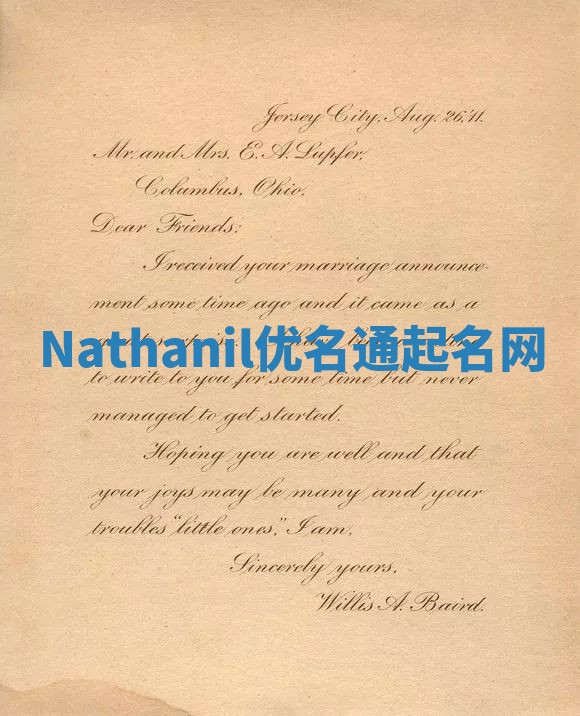 Jersey City, Aug. 26, '11.
Mr. and Mrs. E. A. Lupfer,
Columbus, Ohio.
Dear Friends:
I received your marriage announce-
ment some time ago and it came as a
Nathanil优名通起名网
to write to you for some time but never
managed to get started.
Hoping you are well and that
your joys may be many and your
troubles "little ones," I am,
Sincerely yours,
Willis A. Baird.